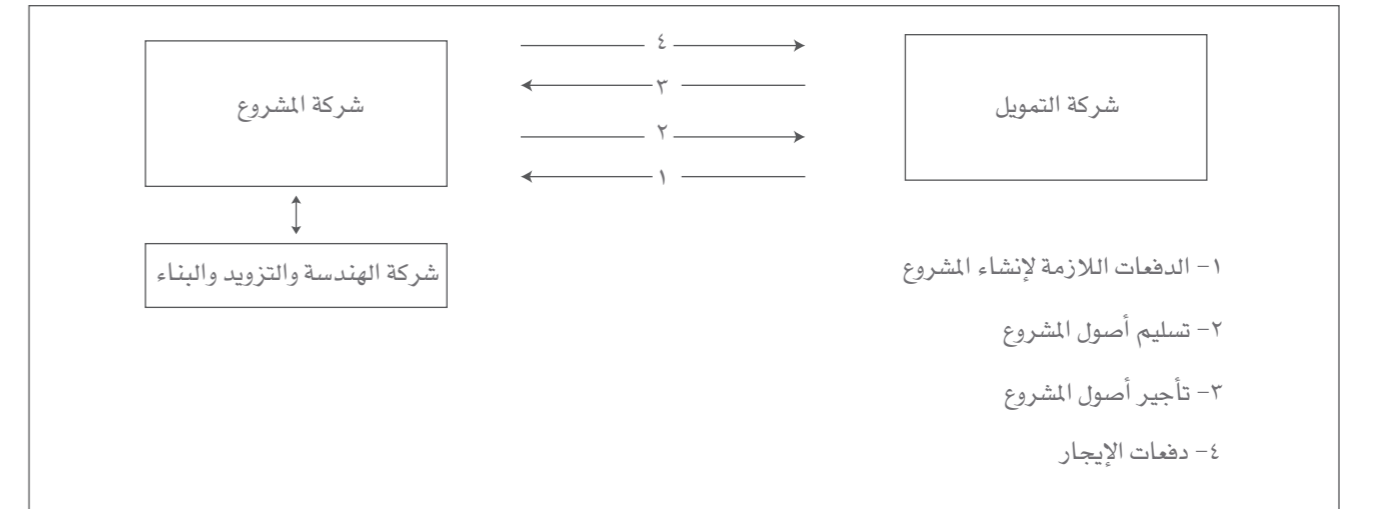 شركة التمويل
شركة المشروع
٤
٣
٢
١
شركة الهندسة والتزويد والبناء
١- الدفعات اللازمة لإنشاء المشروع
٢- تسليم أصول المشروع
٣- تأجير أصول المشروع
٤- دفعات الإيجار